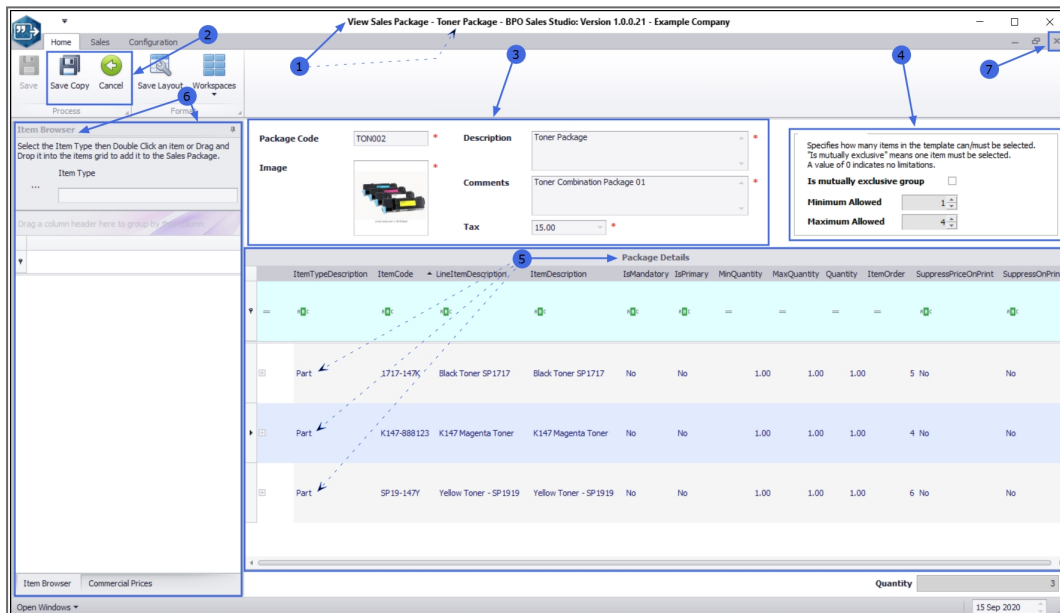 View Sales Package - Toner Package - BPO Sales Studio: Version 1.0.0.21 - Example Company
Home Sales Configuration
2
1
3
4
7
Save Save Copy Cancel Save Layout Workspaces
6
Process Format
Item Browser
Select the Item Type then Double Click an item or Drag and
Drop it into the items grid to add it to the Sales Package.
Item Type
...
Drag a column header here to group by that column
Package Code TON002 *
Image *
Description Toner Package *
Comments Toner Combination Package 01 *
Tax 15.00 *
Specifies how many items in the template can/must be selected.
"Is mutually exclusive" means one item must be selected.
A value of 0 indicates no limitations.
Is mutually exclusive group
Minimum Allowed 1
Maximum Allowed 4
5
Package Details
ItemTypeDescription ItemCode LineItemDescription ItemDescription IsMandatory IsPrimary MinQuantity MaxQuantity Quantity ItemOrder SuppressPriceOnPrint SuppressOnPrin
Part 1717-147K Black Toner SP1717 Black Toner SP1717 No No 1.00 1.00 1.00 5 No No
Part K147-888123 K147 Magenta Toner K147 Magenta Toner No No 1.00 1.00 1.00 4 No No
Part SP19-147Y Yellow Toner - SP1919 Yellow Toner - SP1919 No No 1.00 1.00 1.00 6 No No
Item Browser Commercial Prices
Quantity 3
Open Windows 15 Sep 2020